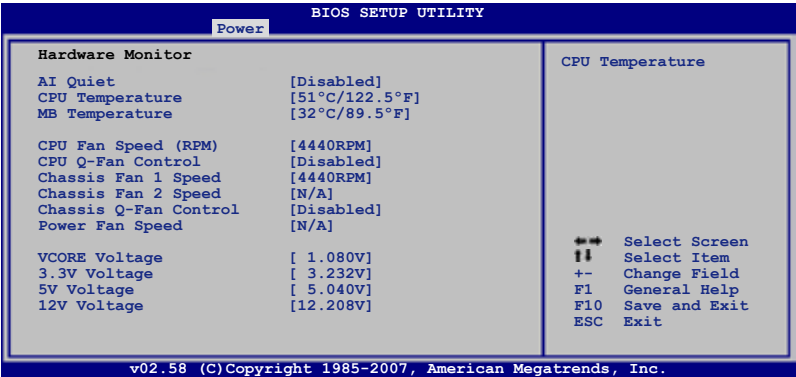 BIOS SETUP UTILITY
Power
Hardware Monitor
AI Quiet [Disabled]
CPU Temperature [51°C/122.5°F]
MB Temperature [32°C/89.5°F]
CPU Fan Speed (RPM) [4440RPM]
CPU Q-Fan Control [Disabled]
Chassis Fan 1 Speed [4440RPM]
Chassis Fan 2 Speed [N/A]
Chassis Q-Fan Control [Disabled]
Power Fan Speed [N/A]
VCORE Voltage [ 1.080V]
3.3V Voltage [ 3.232V]
5V Voltage [ 5.040V]
12V Voltage [12.208V]
CPU Temperature
←→ Select Screen
↑↓ Select Item
+- Change Field
F1 General Help
F10 Save and Exit
ESC Exit
v02.58 (C)Copyright 1985-2007, American Megatrends, Inc.